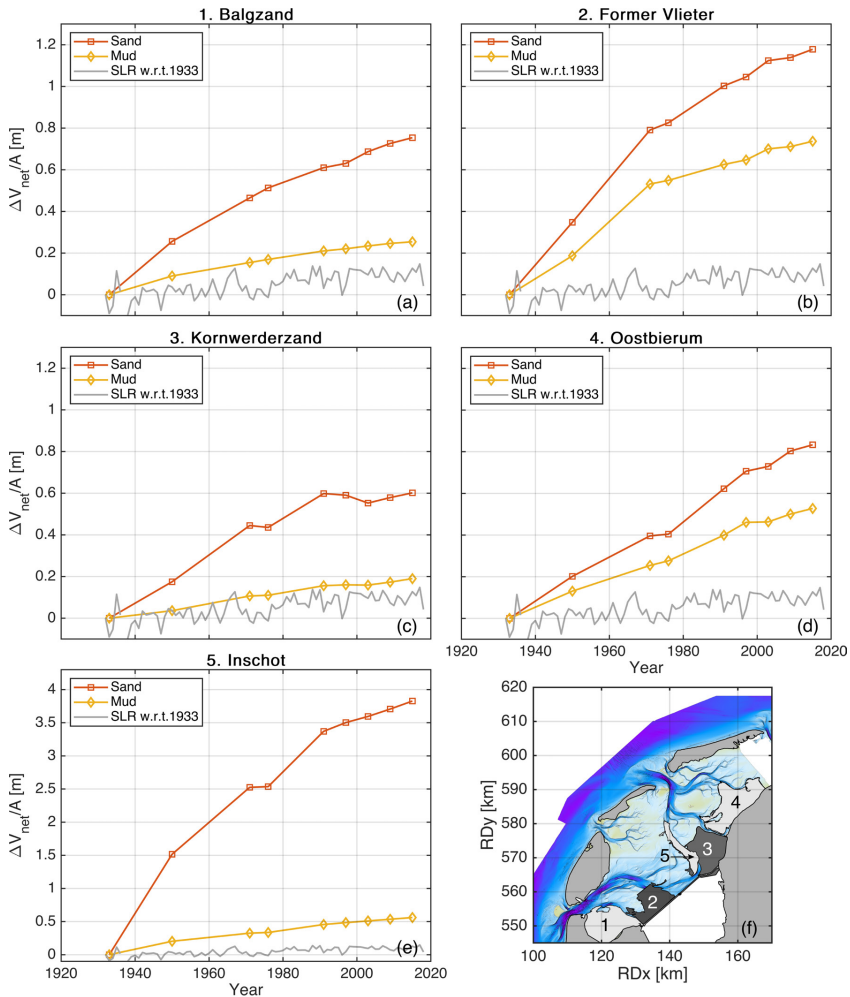 1. Balgzand
Sand
Mud
SLR w.r.t.1933
1.2
1
0.8
0.6
0.4
0.2
0
ΔV_net/A [m]
(a)
2. Former Vlieter
Sand
Mud
SLR w.r.t.1933
(b)
3. Kornwerderzand
Sand
Mud
SLR w.r.t.1933
1.2
1
0.8
0.6
0.4
0.2
0
ΔV_net/A [m]
(c)
4. Oostbierum
Sand
Mud
SLR w.r.t.1933
(d)
1920 1940 1960 1980 2000 2020
Year
5. Inschot
Sand
Mud
SLR w.r.t.1933
4
3.5
3
2.5
2
1.5
1
0.5
0
ΔV_net/A [m]
(e)
1920 1940 1960 1980 2000 2020
Year
620
610
600
590
580
570
560
550
RDy [km]
4
3
5
2
1
(f)
100 120 140 160
RDx [km]